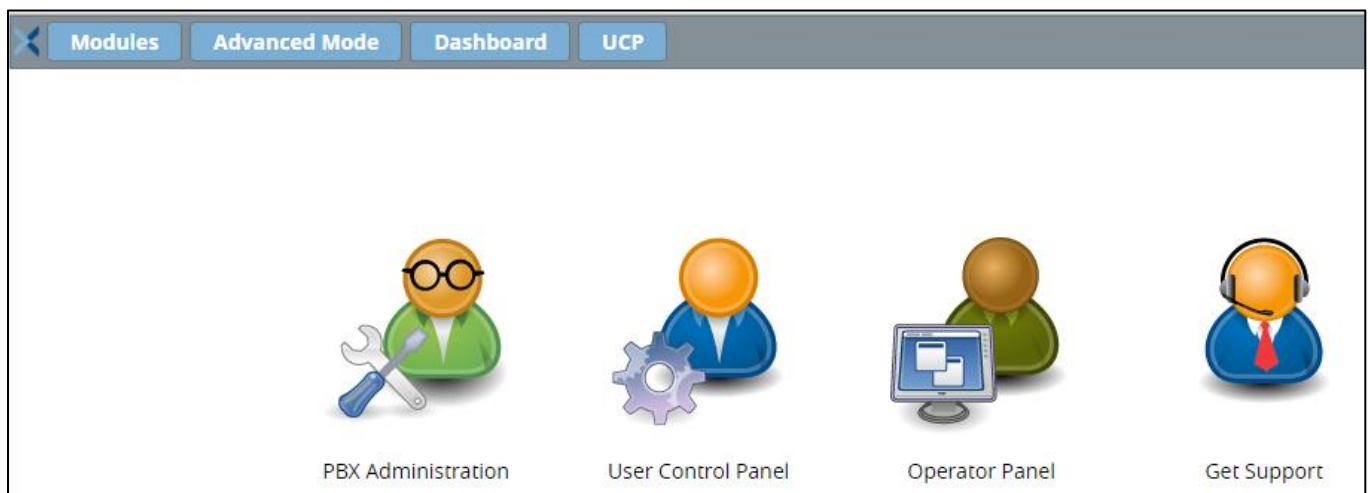 Modules Advanced Mode Dashboard UCP
PBX Administration User Control Panel Operator Panel Get Support